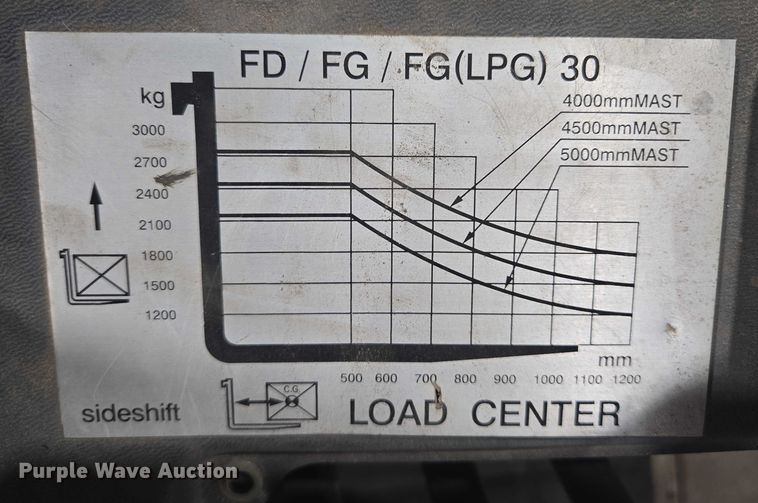 FD / FG / FG(LPG) 30
kg
4000mmMAST
4500mmMAST
5000mmMAST
3000
2700
2400
2100
1800
1500
1200
mm
500 600 700 800 900 1000 1100 1200
C.G.
sideshift
LOAD CENTER
Purple Wave Auction